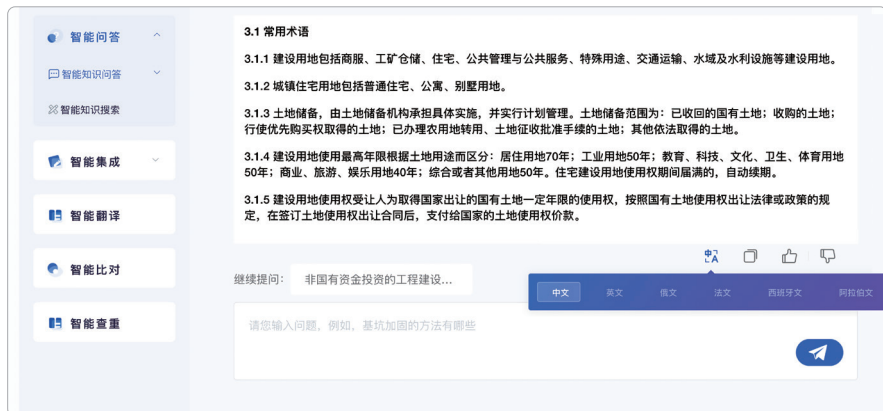 智能问答
智能知识问答
智能知识搜索
智能集成
智能翻译
智能比对
智能查重
3.1 常用术语
3.1.1 建设用地包括商服、工矿仓储、住宅、公共管理与公共服务、特殊用途、交通运输、水域及水利设施等建设用地。
3.1.2 城镇住宅用地包括普通住宅、公寓、别墅用地。
3.1.3 土地储备，由土地储备机构承担具体实施，并实行计划管理。土地储备范围为：已收回的国有土地；收购的土地；
行使优先购买权取得的土地；已办理农用地转用、土地征收批准手续的土地；其他依法取得的土地。
3.1.4 建设用地使用最高年限根据土地用途而区分：居住用地70年；工业用地50年；教育、科技、文化、卫生、体育用地
50年；商业、旅游、娱乐用地40年；综合或者其他用地50年。住宅建设用地使用权期间届满的，自动续期。
3.1.5 建设用地使用权受让人为取得国家出让的国有土地一定年限的使用权，按照国有土地使用权出让法律或政策的规
定，在签订土地使用权出让合同后，支付给国家的土地使用权价款。
中A
继续提问： 非国有资金投资的工程建设...
中文 英文 俄文 法文 西班牙文 阿拉伯文
请您输入问题，例如，基坑加固的方法有哪些